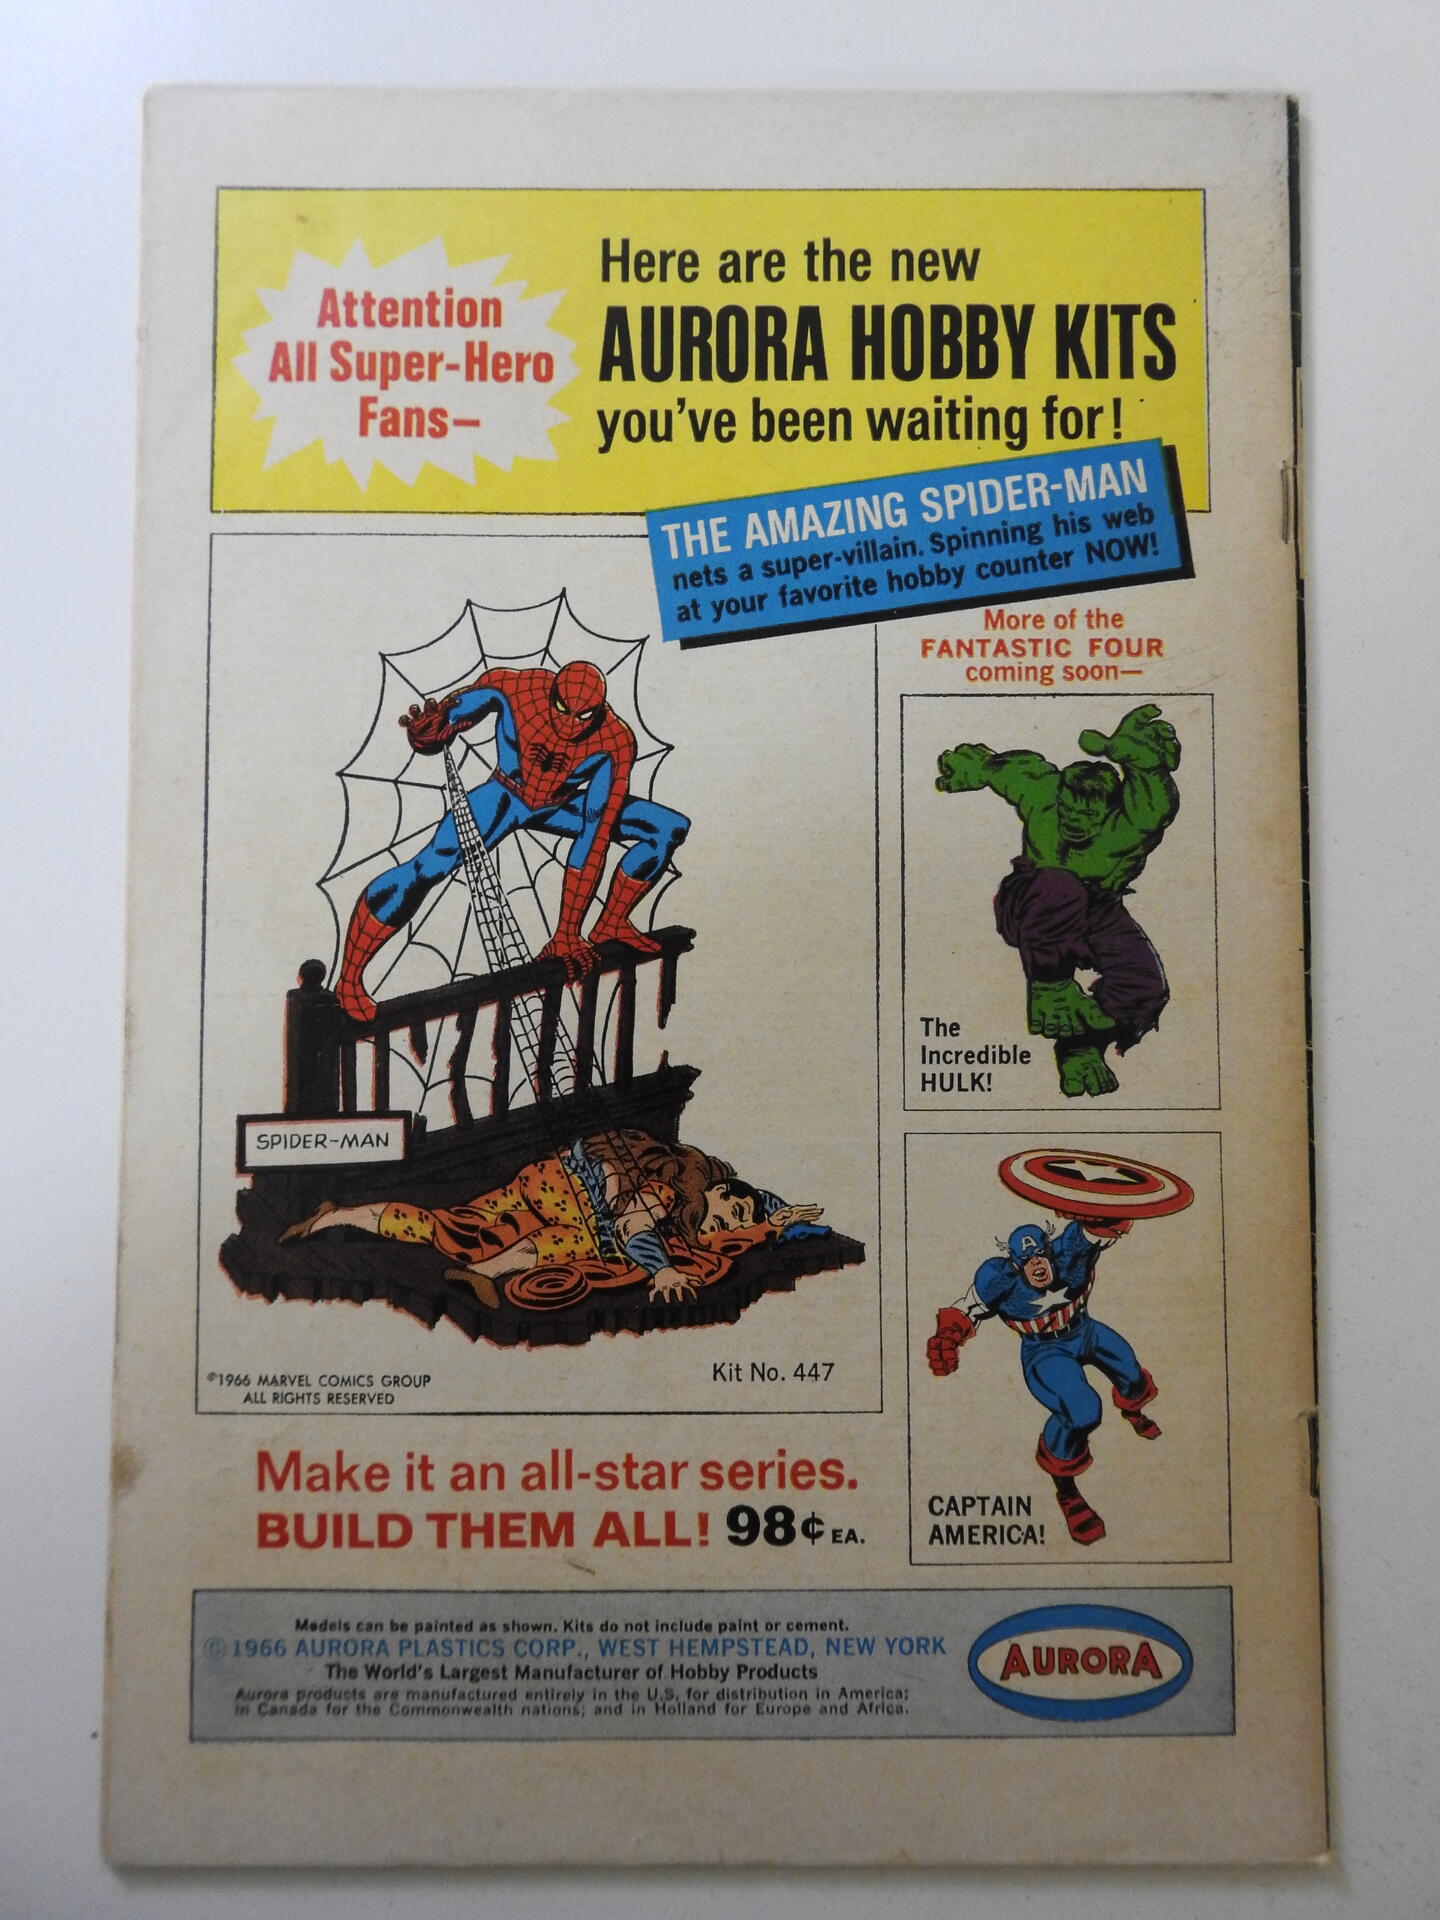 Attention
All Super-Hero
Fans—
Here are the new
AURORA HOBBY KITS
you've been waiting for!
THE AMAZING SPIDER-MAN
nets a super-villain. Spinning his web
at your favorite hobby counter NOW!
More of the
FANTASTIC FOUR
coming soon—
SPIDER-MAN
©1966 MARVEL COMICS GROUP
ALL RIGHTS RESERVED
Kit No. 447
The
Incredible
HULK!
A
CAPTAIN
AMERICA!
Make it an all-star series.
BUILD THEM ALL! 98¢ EA.
Models can be painted as shown. Kits do not include paint or cement.
© 1966 AURORA PLASTICS CORP., WEST HEMPSTEAD, NEW YORK
The World's Largest Manufacturer of Hobby Products
Aurora products are manufactured entirely in the U.S. for distribution in America;
in Canada for the Commonwealth nations; and in Holland for Europe and Africa.
AURORA